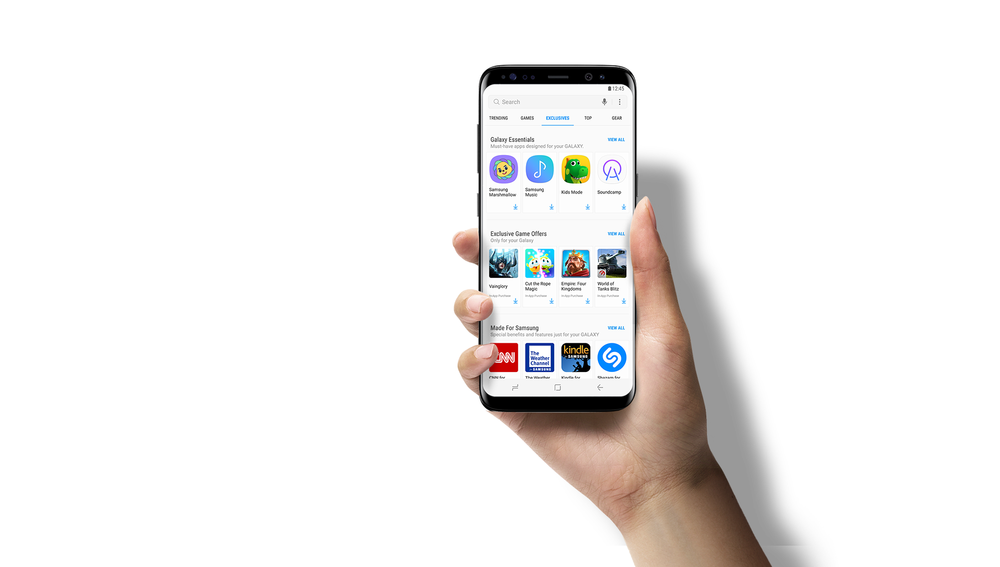 12:45
Search
TRENDING GAMES EXCLUSIVES TOP GEAR
Galaxy Essentials VIEW ALL
Must-have apps designed for your GALAXY.
Samsung Marshmallow
Samsung Music
Kids Mode
Soundcamp
Exclusive Game Offers VIEW ALL
Only for your Galaxy
Vainglory
In-App Purchase
Cut the Rope Magic
In-App Purchase
Empire: Four Kingdoms
In-App Purchase
World of Tanks Blitz
In-App Purchase
Made For Samsung VIEW ALL
Special benefits and features just for your GALAXY
CNN
The
Weather
Channel
for SAMSUNG
kindle
for SAMSUNG
CNN for
The Weather
Kindle for
Shazam for